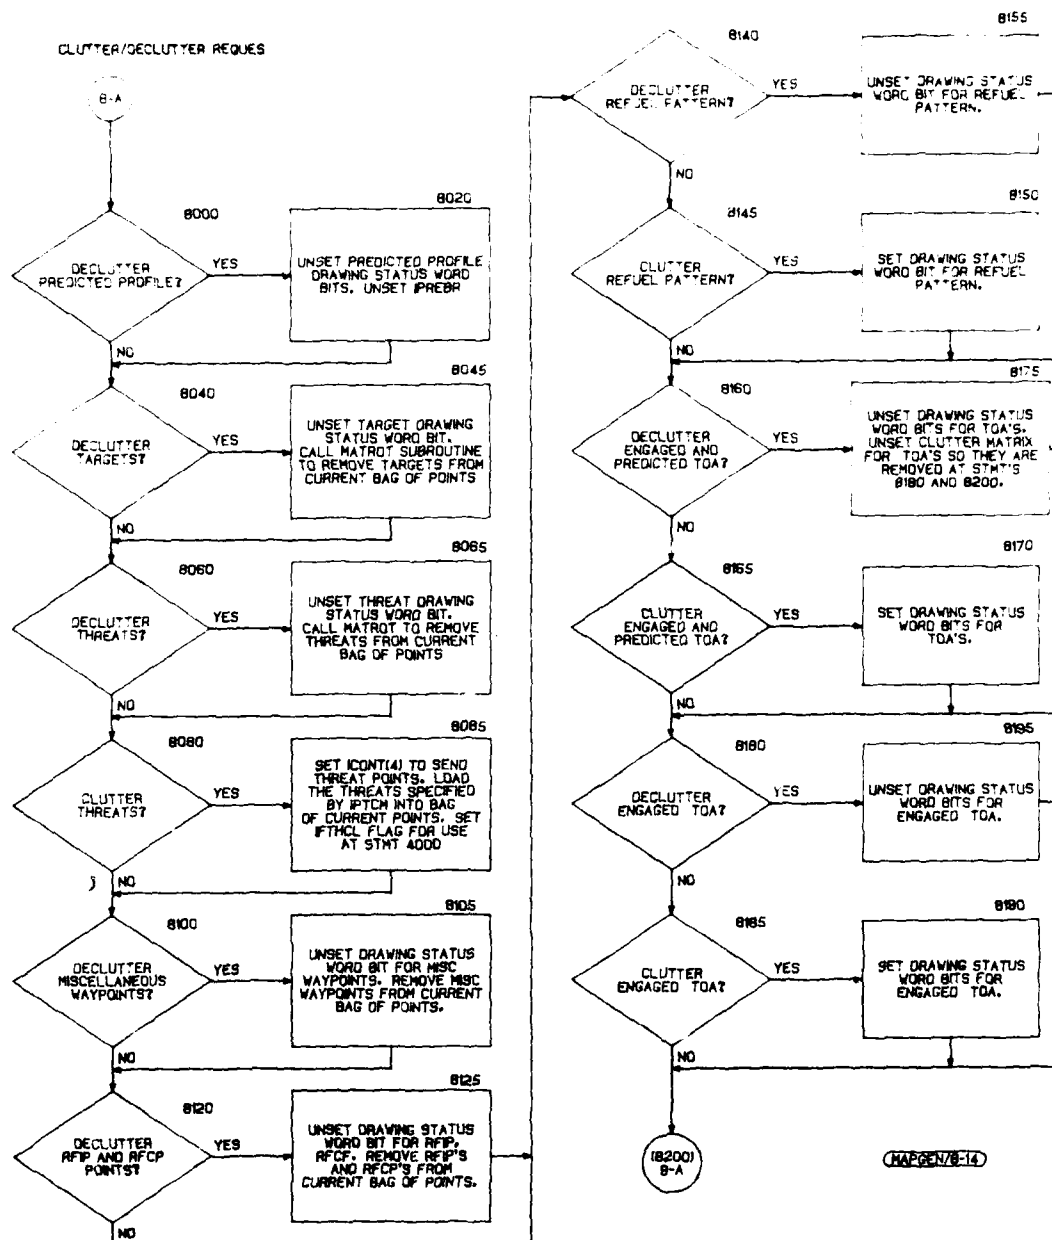 CLUTTER/DECLUTTER REQUES
8-A
8000
DECLUTTER
PREDICTED PROFILE?
YES
NO
8020
UNSET PREDICTED PROFILE
DRAWING STATUS WORD
BITS. UNSET IPREBR
8040
DECLUTTER
TARGETS?
YES
NO
8045
UNSET TARGET DRAWING
STATUS WORD BIT.
CALL MATROT SUBROUTINE
TO REMOVE TARGETS FROM
CURRENT BAG OF POINTS
8060
DECLUTTER
THREATS?
YES
NO
8065
UNSET THREAT DRAWING
STATUS WORD BIT.
CALL MATROT TO REMOVE
THREATS FROM CURRENT
BAG OF POINTS
8080
CLUTTER
THREATS?
YES
NO
8085
SET ICONT(4) TO SEND
THREAT POINTS. LOAD
THE THREATS SPECIFIED
BY IPTCM INTO BAG
OF CURRENT POINTS. SET
IFTHCL FLAG FOR USE
AT STMT 4000
8100
DECLUTTER
MISCELLANEOUS
WAYPOINTS?
YES
NO
8105
UNSET DRAWING STATUS
WORD BIT FOR MISC
WAYPOINTS. REMOVE MISC
WAYPOINTS FROM CURRENT
BAG OF POINTS.
8120
DECLUTTER
RFIP AND RFCP
POINTS?
YES
NO
8125
UNSET DRAWING STATUS
WORD BIT FOR RFIP,
RFCF. REMOVE RFIP'S
AND RFCP'S FROM
CURRENT BAG OF POINTS.
8140
DECLUTTER
REFUEL PATTERN?
YES
NO
8155
UNSET DRAWING STATUS
WORD BIT FOR REFUEL
PATTERN.
8145
CLUTTER
REFUEL PATTERN?
YES
NO
8150
SET DRAWING STATUS
WORD BIT FOR REFUEL
PATTERN.
8160
DECLUTTER
ENGAGED AND
PREDICTED TOA?
YES
NO
8175
UNSET DRAWING STATUS
WORD BITS FOR TOA'S.
UNSET CLUTTER MATRIX
FOR TOA'S SO THEY ARE
REMOVED AT STMT'S
8180 AND 8200.
8165
CLUTTER
ENGAGED AND
PREDICTED TOA?
YES
NO
8170
SET DRAWING STATUS
WORD BITS FOR
TOA'S.
8180
DECLUTTER
ENGAGED TOA?
YES
NO
8195
UNSET DRAWING STATUS
WORD BITS FOR
ENGAGED TOA.
8185
CLUTTER
ENGAGED TOA?
YES
NO
8190
SET DRAWING STATUS
WORD BITS FOR
ENGAGED TOA.
(8200)
8-A
MAPGEN/8-14